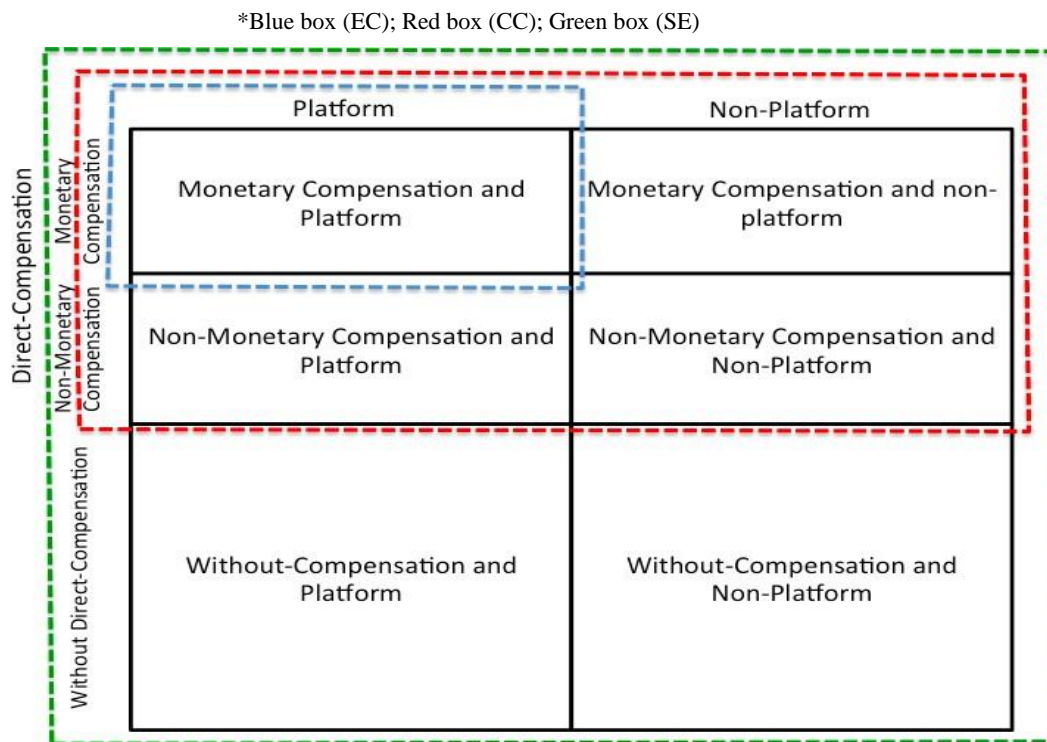 *Blue box (EC); Red box (CC); Green box (SE)
Platform
Non-Platform
Direct-Compensation
Monetary
Compensation
Monetary Compensation and
Platform
Monetary Compensation and non-
platform
Non-Monetary
Compensation
Non-Monetary Compensation and
Platform
Non-Monetary Compensation and
Non-Platform
Without Direct-Compensation
Without-Compensation and
Platform
Without-Compensation and
Non-Platform